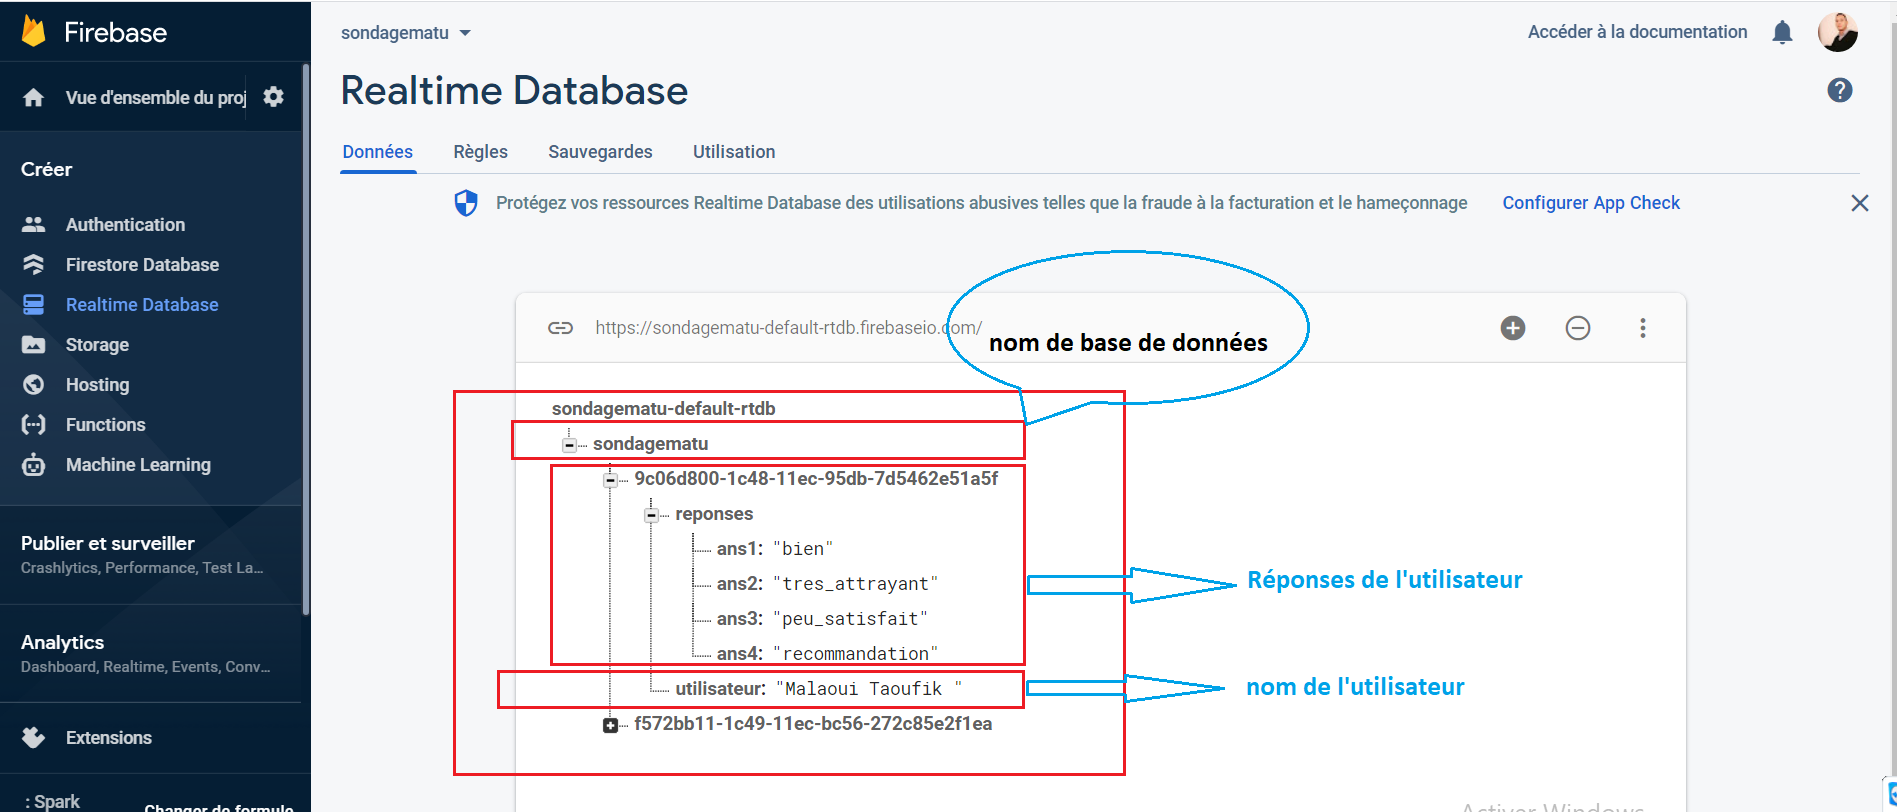 Firebase
sondagematu
Accéder à la documentation
Vue d'ensemble du proj
Realtime Database
?
Créer
Données Règles Sauvegardes Utilisation
Protégez vos ressources Realtime Database des utilisations abusives telles que la fraude à la facturation et le hameçonnage Configurer App Check
Authentication
Firestore Database
Realtime Database
Storage
Hosting
Functions
Machine Learning
Publier et surveiller
Crashlytics, Performance, Test La...
Analytics
Dashboard, Realtime, Events, Conv...
Extensions
: Spark
Changer de formule
https://sondagematu-default-rtdb.firebaseio.com/
nom de base de données
sondagematu-default-rtdb
sondagematu
9c06d800-1c48-11ec-95db-7d5462e51a5f
reponses
ans1: "bien"
ans2: "tres_attrayant"
Réponses de l'utilisateur
ans3: "peu_satisfait"
ans4: "recommandation"
utilisateur: "Malaoui Taoufik "
nom de l'utilisateur
f572bb11-1c49-11ec-bc56-272c85e2f1ea
Activer Windows